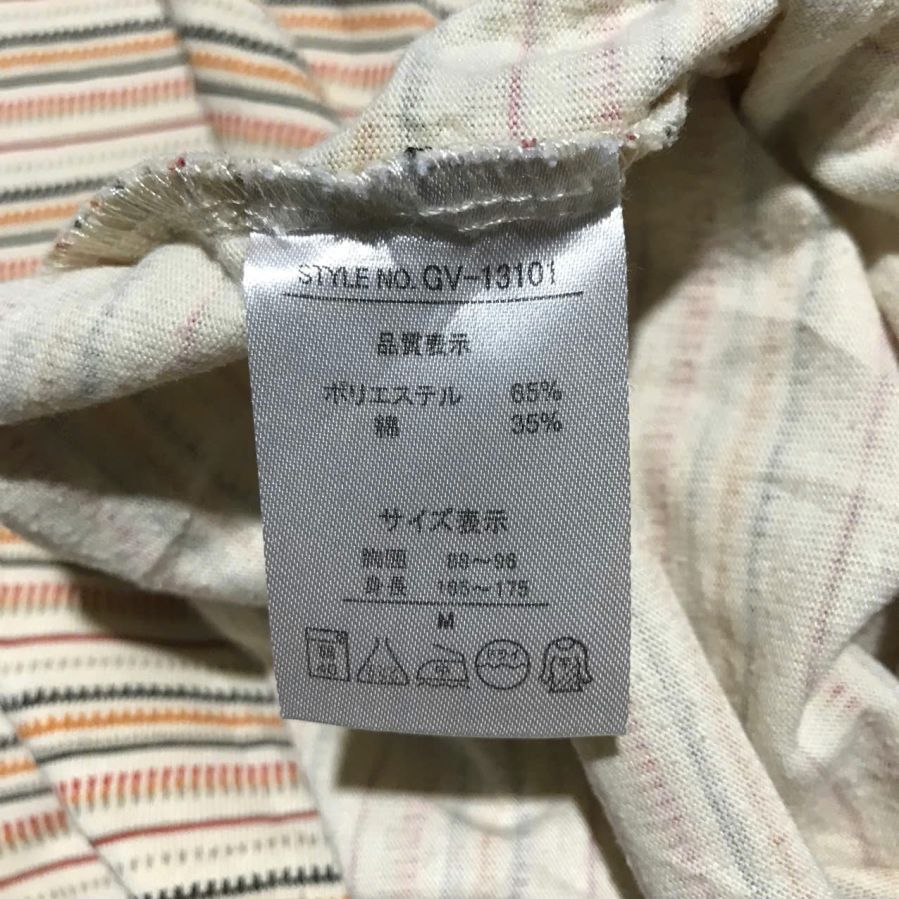 STYLE NO. GV-13101
品質表示
ポリエステル 65%
綿 35%
サイズ表示
胸囲 88～96
身長 165～175
M